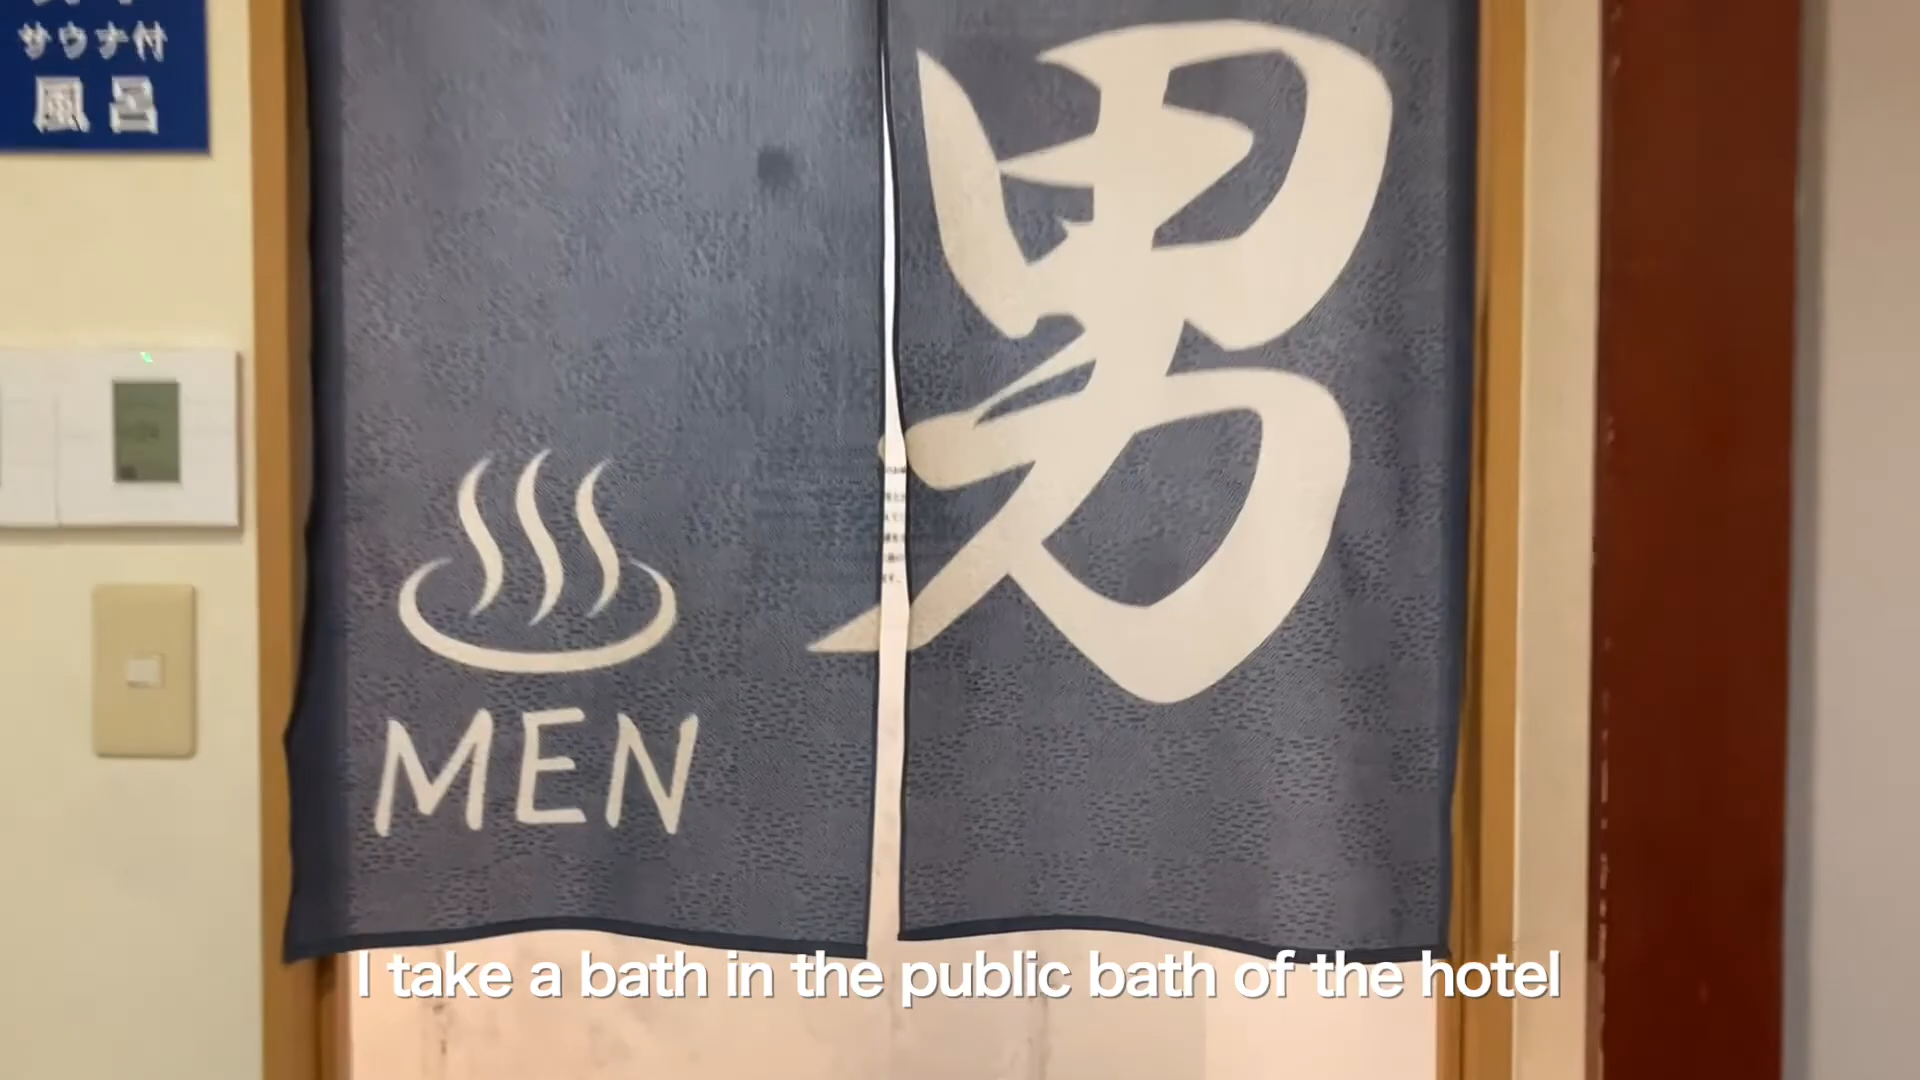 サウナ付
風呂
男
MEN
I take a bath in the public bath of the hotel